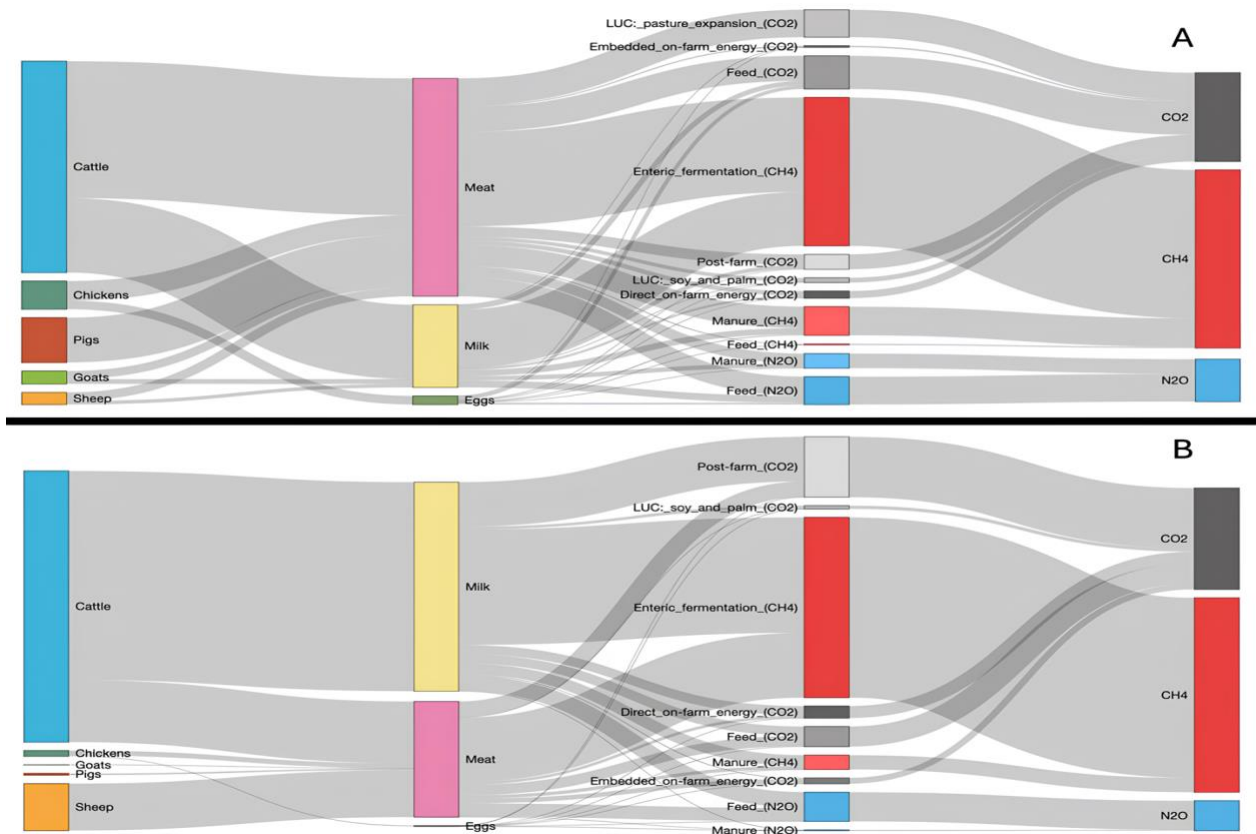 A
LUC:_pasture_expansion_(CO2)
Embedded_on-farm_energy_(CO2)
Feed_(CO2)
CO2
Cattle
Meat
Enteric_fermentation_(CH4)
CH4
Post-farm_(CO2)
LUC:_soy_and_palm_(CO2)
Chickens
Direct_on-farm_energy_(CO2)
Manure_(CH4)
Pigs
Milk
Feed_(CH4)
Manure_(N2O)
Goats
N2O
Feed_(N2O)
Sheep
Eggs
B
Post-farm_(CO2)
LUC:_soy_and_palm_(CO2)
CO2
Cattle
Milk
Enteric_fermentation_(CH4)
CH4
Direct_on-farm_energy_(CO2)
Feed_(CO2)
Chickens
Meat
Manure_(CH4)
Goats
Pigs
Embedded_on-farm_energy_(CO2)
Sheep
Feed_(N2O)
N2O
Eggs
Manure_(N2O)